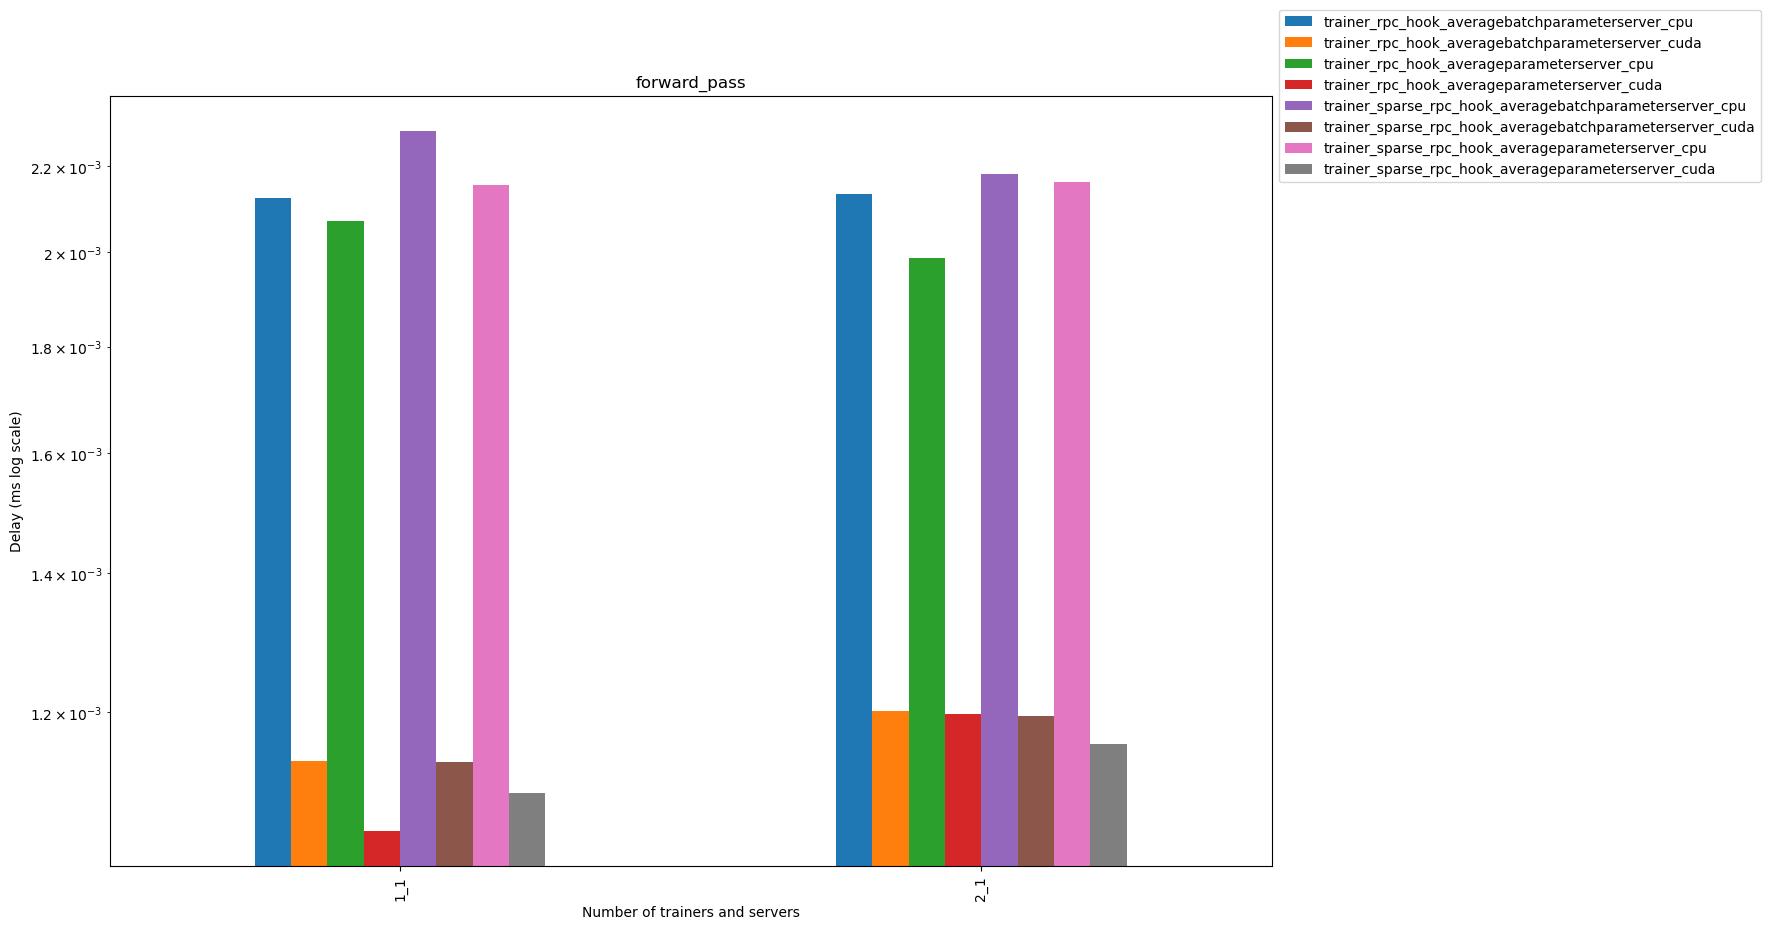 trainer_rpc_hook_averagebatchparameterserver_cpu
trainer_rpc_hook_averagebatchparameterserver_cuda
trainer_rpc_hook_averageparameterserver_cpu
trainer_rpc_hook_averageparameterserver_cuda
trainer_sparse_rpc_hook_averagebatchparameterserver_cpu
trainer_sparse_rpc_hook_averagebatchparameterserver_cuda
trainer_sparse_rpc_hook_averageparameterserver_cpu
trainer_sparse_rpc_hook_averageparameterserver_cuda
forward_pass
2.2 × 10⁻³
2 × 10⁻³
1.8 × 10⁻³
1.6 × 10⁻³
1.4 × 10⁻³
1.2 × 10⁻³
Delay (ms log scale)
1_1
2_1
Number of trainers and servers